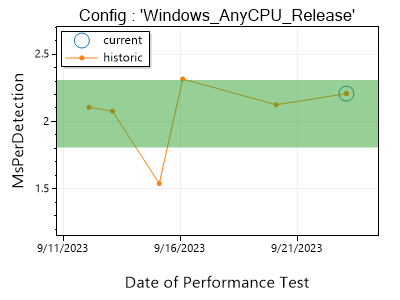 Config : 'Windows_AnyCPU_Release'
current
historic
MsPerDetection
2.5
2
1.5
9/11/2023
9/16/2023
9/21/2023
Date of Performance Test